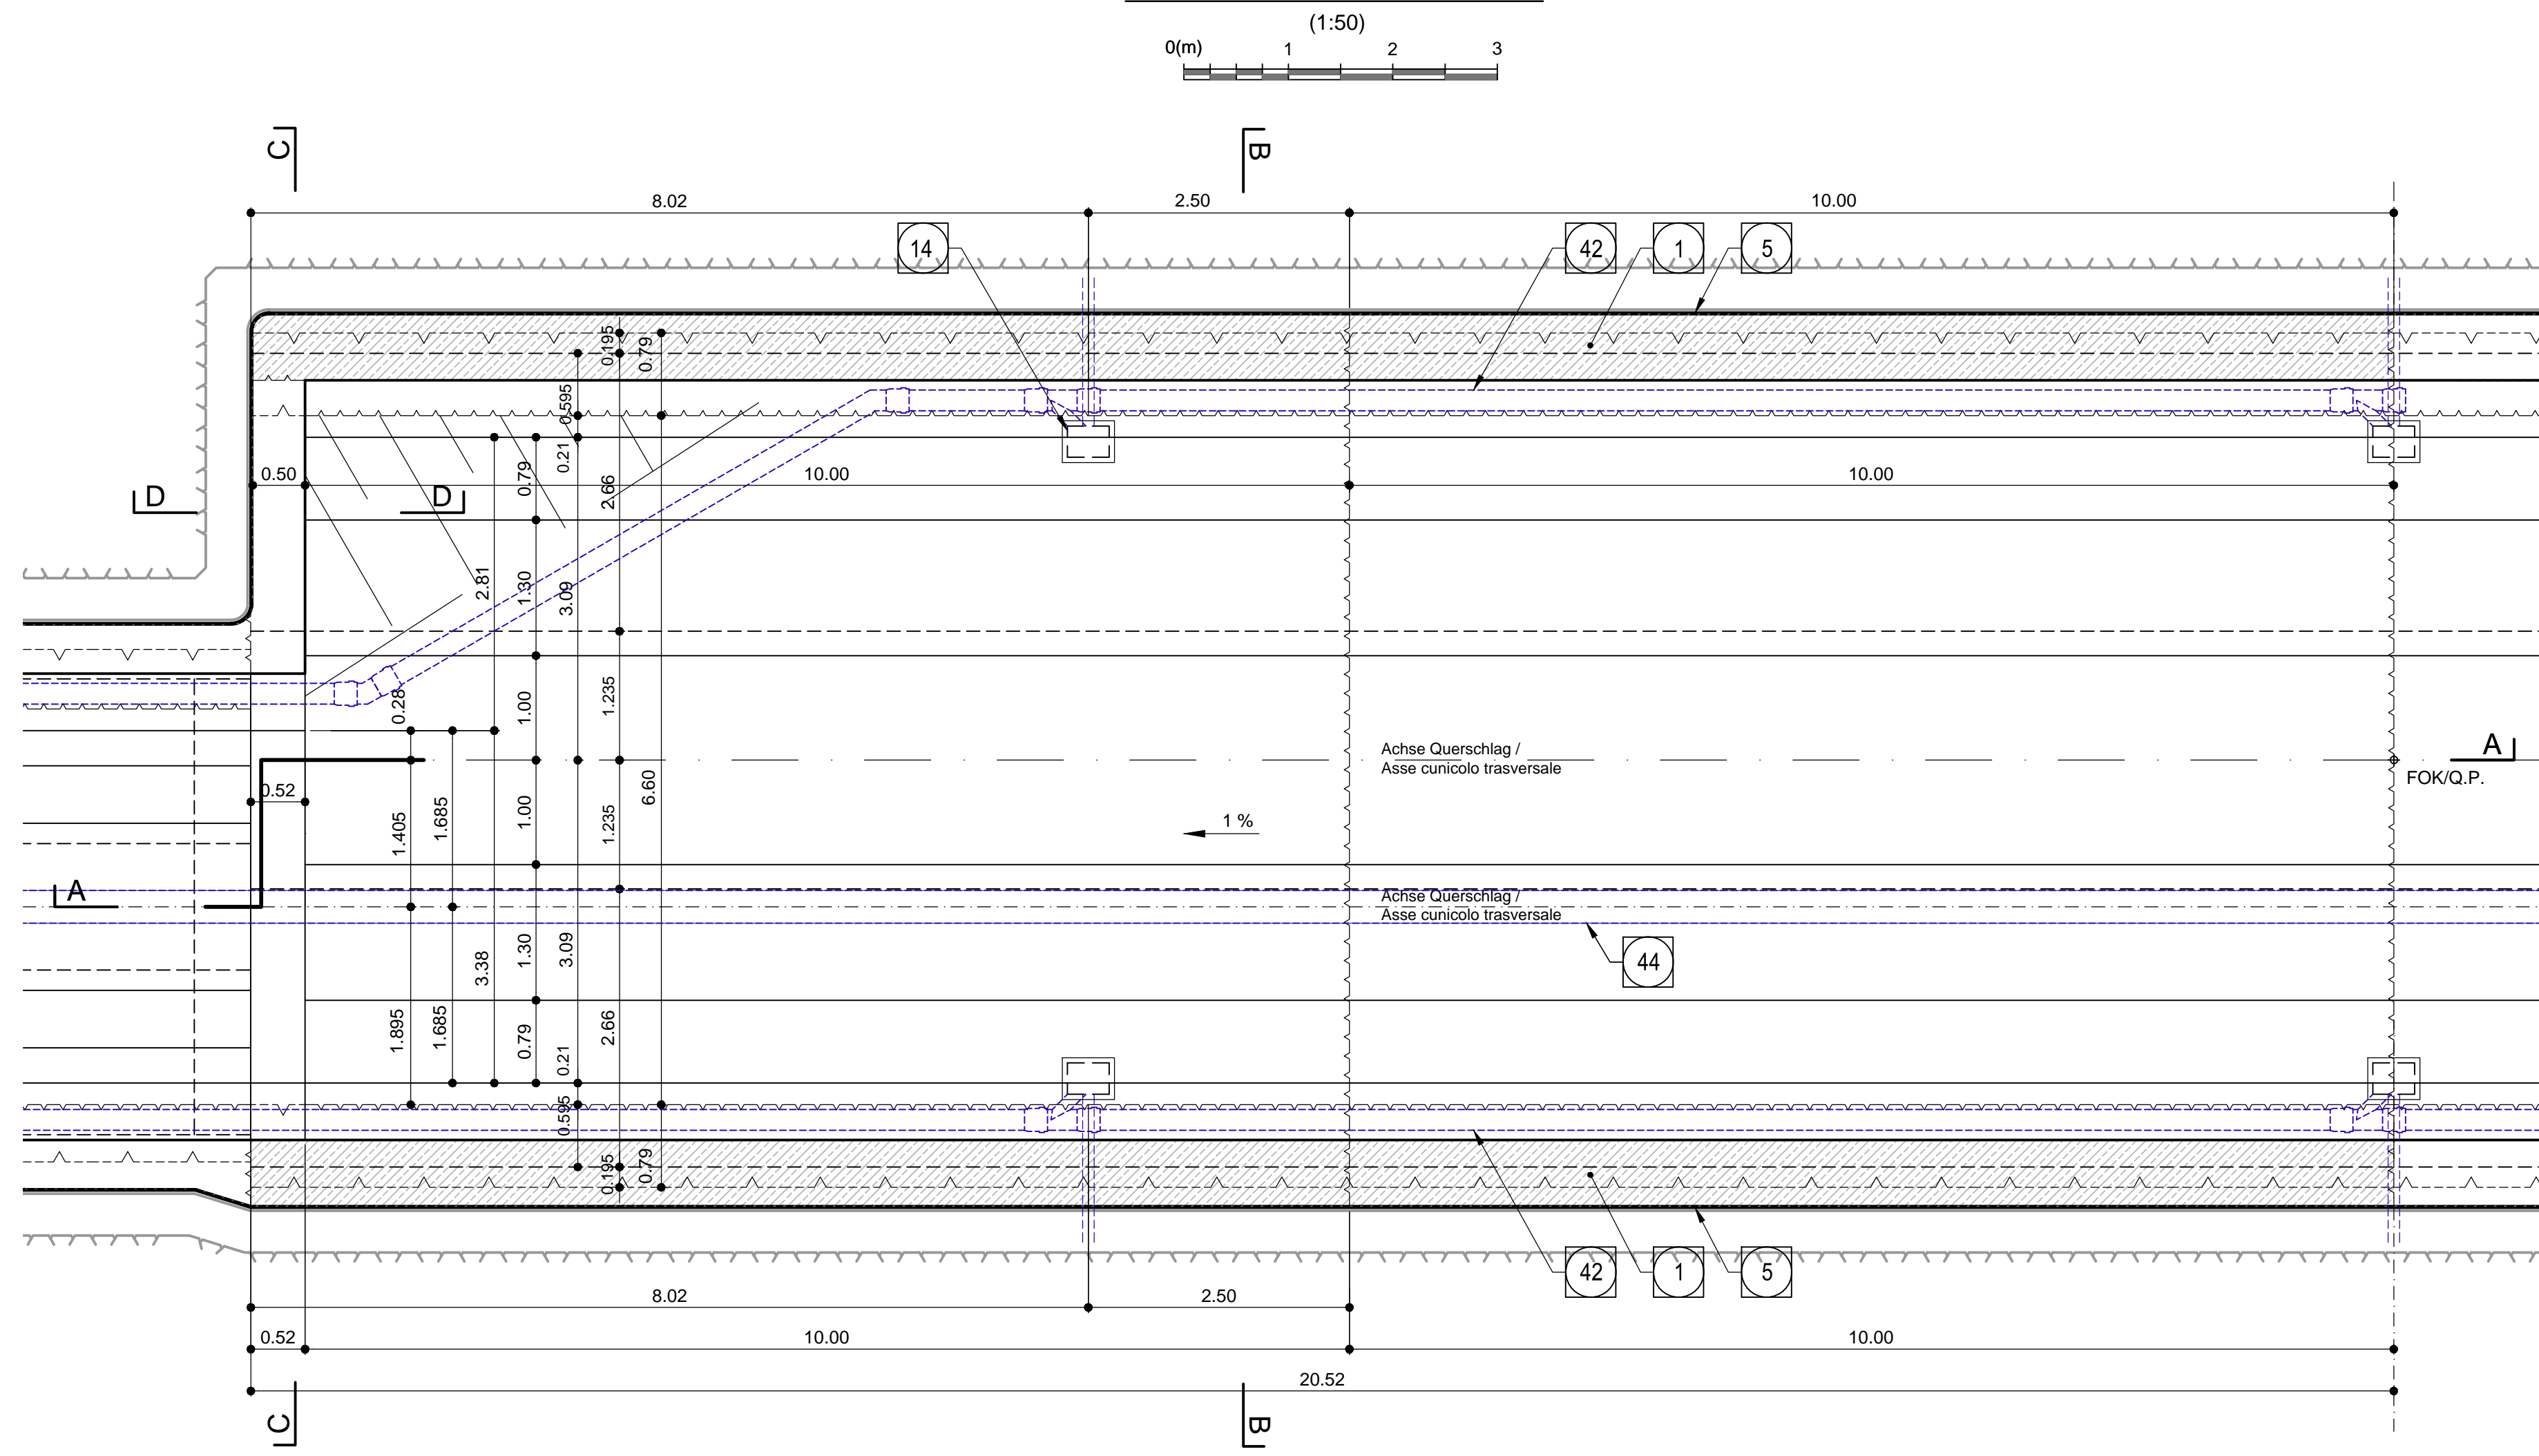 (1:50)
0(m) 1 2 3
C B
8.02 2.50 10.00
14 42 1 5
0.195 0.79
0.595
0.21
0.79 2.66
0.50 10.00 10.00
D D
2.81 1.30 3.09
0.28 1.00 1.235
Achse Querschlag /
Asse cunicolo trasversale
A
FOK/Q.P.
6.60
0.52
1.405 1.685 1.00 1.235
1 %
A
Achse Querschlag /
Asse cunicolo trasversale
3.38 1.30 3.09
44
1.895 1.685 0.79 0.21 2.66
0.595
0.195 0.79
42 1 5
8.02 2.50
0.52 10.00 10.00
20.52
C B